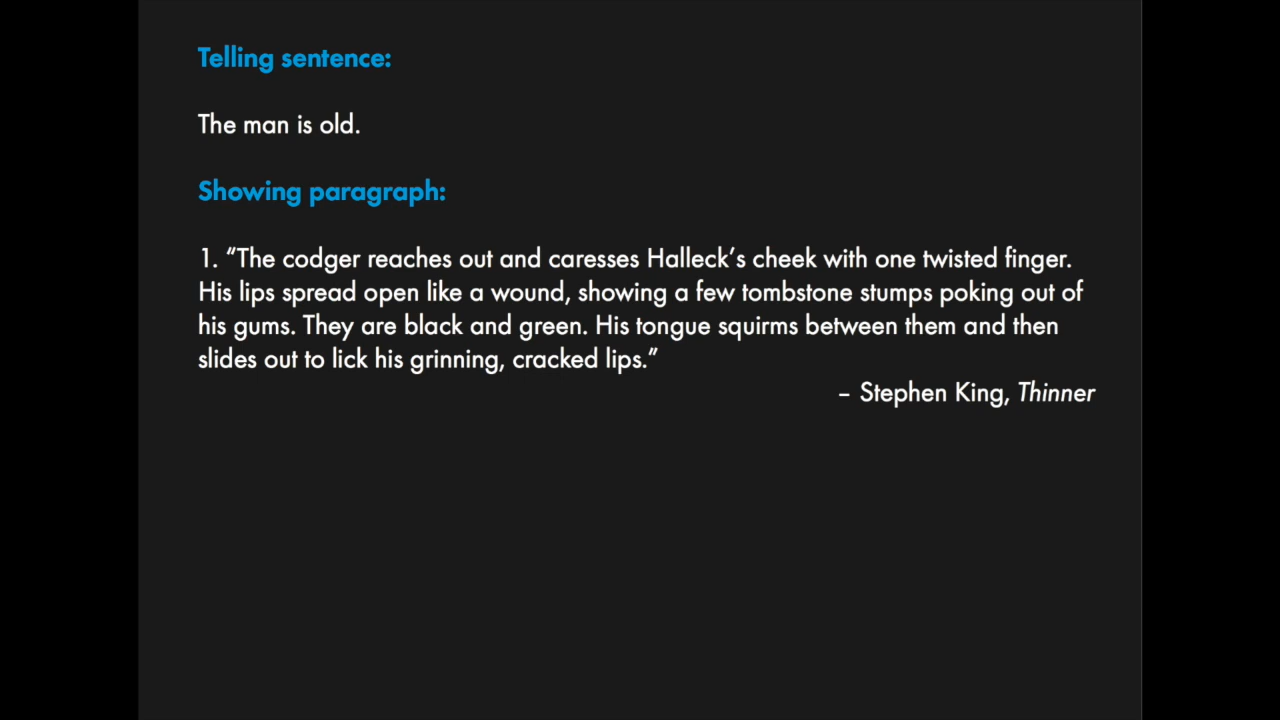 Telling sentence:
The man is old.
Showing paragraph:
1. “The codger reaches out and caresses Halleck’s cheek with one twisted finger.
His lips spread open like a wound, showing a few tombstone stumps poking out of
his gums. They are black and green. His tongue squirms between them and then
slides out to lick his grinning, cracked lips.”
– Stephen King, Thinner